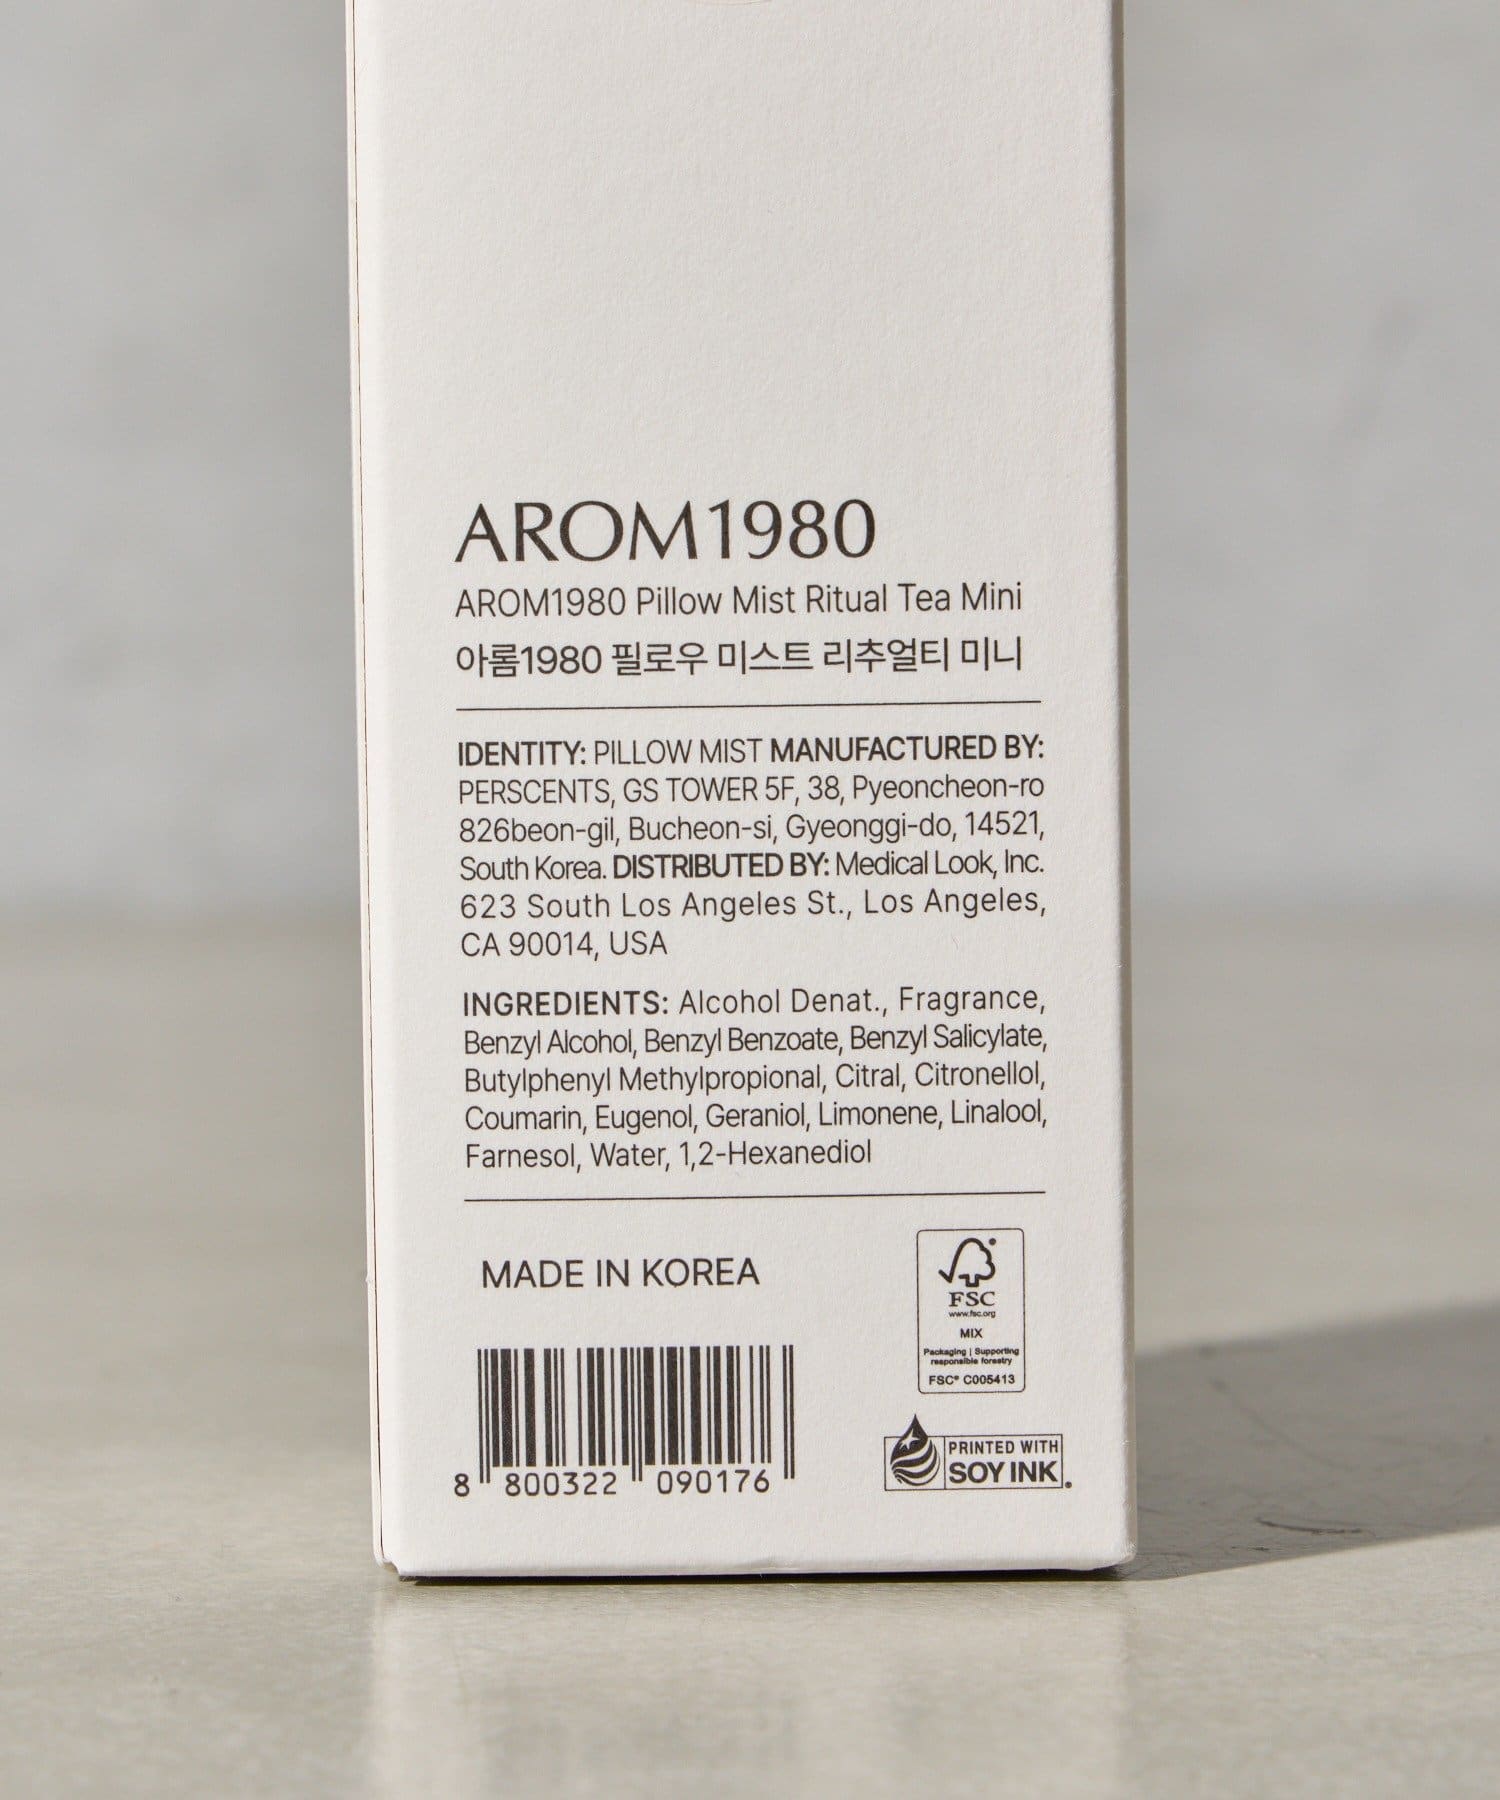 AROM1980
AROM1980 Pillow Mist Ritual Tea Mini
아롬1980 필로우 미스트 리추얼티 미니
IDENTITY: PILLOW MIST MANUFACTURED BY:
PERSCENTS, GS TOWER 5F, 38, Pyeoncheon-ro
826beon-gil, Bucheon-si, Gyeonggi-do, 14521,
South Korea. DISTRIBUTED BY: Medical Look, Inc.
623 South Los Angeles St., Los Angeles,
CA 90014, USA
INGREDIENTS: Alcohol Denat., Fragrance,
Benzyl Alcohol, Benzyl Benzoate, Benzyl Salicylate,
Butylphenyl Methylpropional, Citral, Citronellol,
Coumarin, Eugenol, Geraniol, Limonene, Linalool,
Farnesol, Water, 1,2-Hexanediol
MADE IN KOREA
FSC
www.fsc.org
MIX
Packaging | Supporting
responsible forestry
FSC® C005413
8 800322 090176
PRINTED WITH
SOY INK